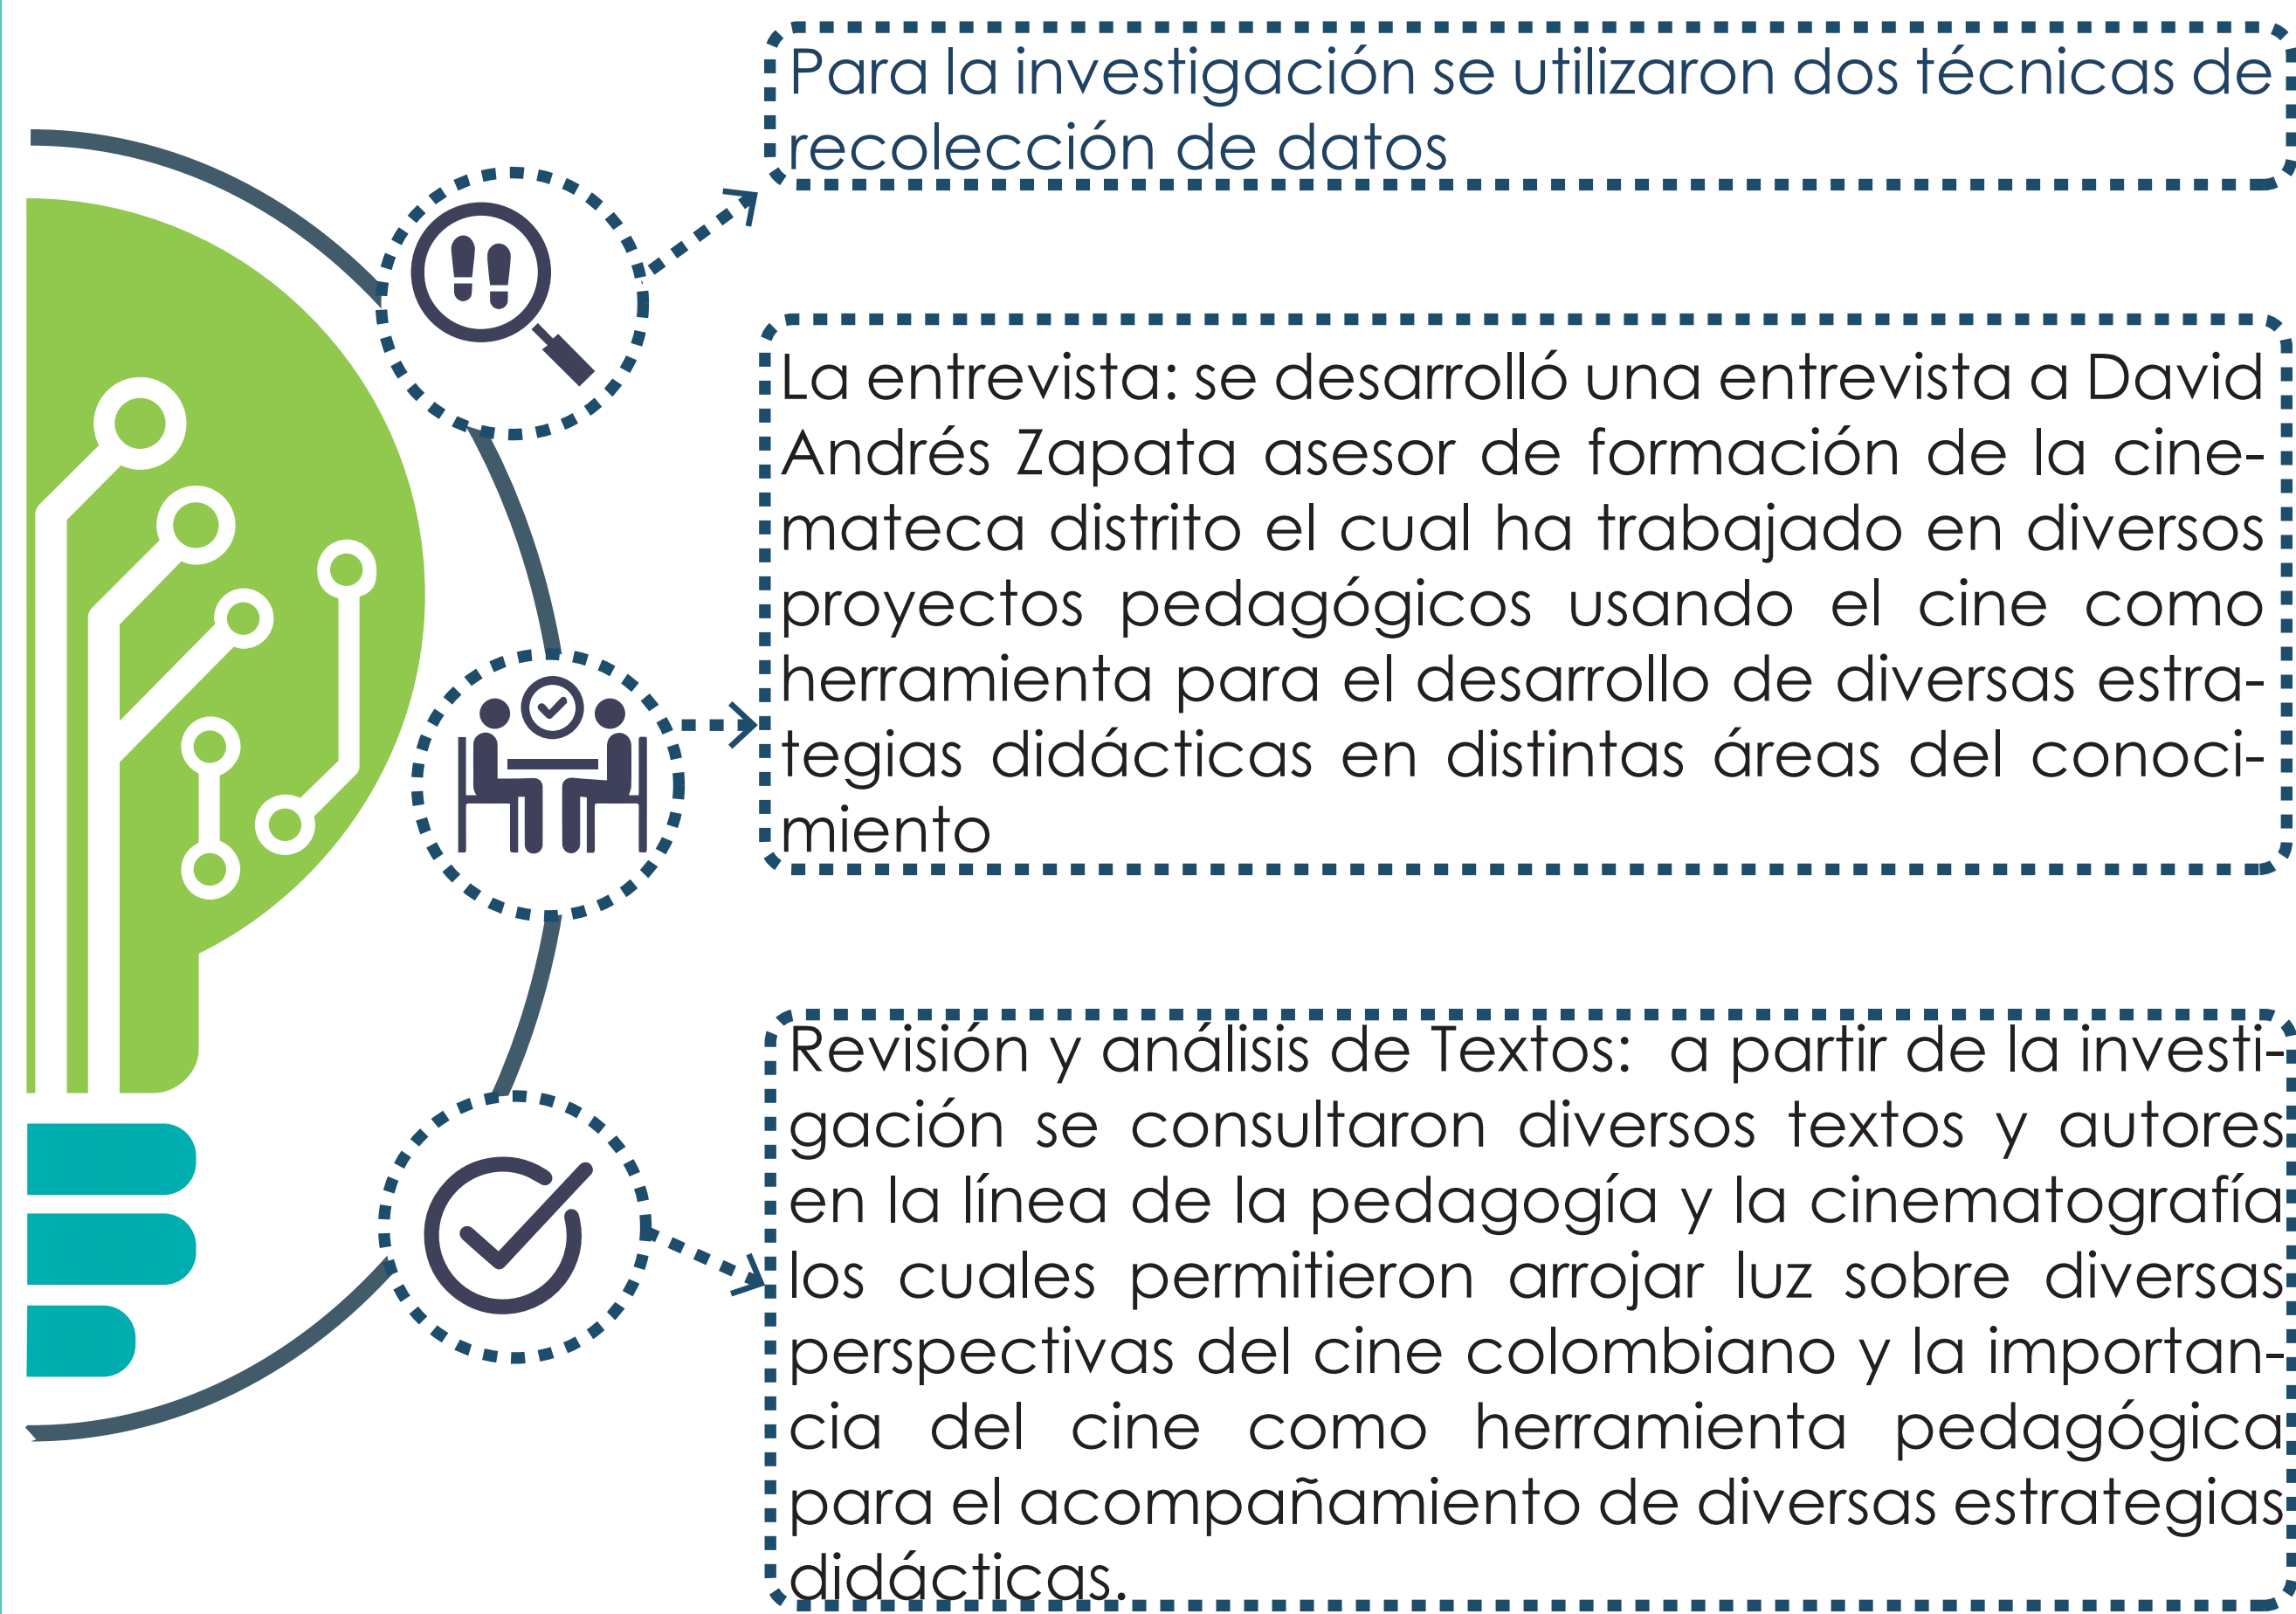 Para la investigación se utilizaron dos técnicas de
recolección de datos
La entrevista: se desarrolló una entrevista a David
Andrés Zapata asesor de formación de la cine-
mateca distrito el cual ha trabajado en diversos
proyectos pedagógicos usando el cine como
herramienta para el desarrollo de diversas estra-
tegias didácticas en distintas áreas del conoci-
miento
Revisión y análisis de Textos:  a partir de la investi-
gación se consultaron diversos textos y autores
en la línea de la pedagogía y la cinematografía
los cuales permitieron arrojar luz sobre diversas
perspectivas del cine colombiano y la importan-
cia del cine como herramienta pedagógica
para el acompañamiento de diversas estrategias
didácticas.